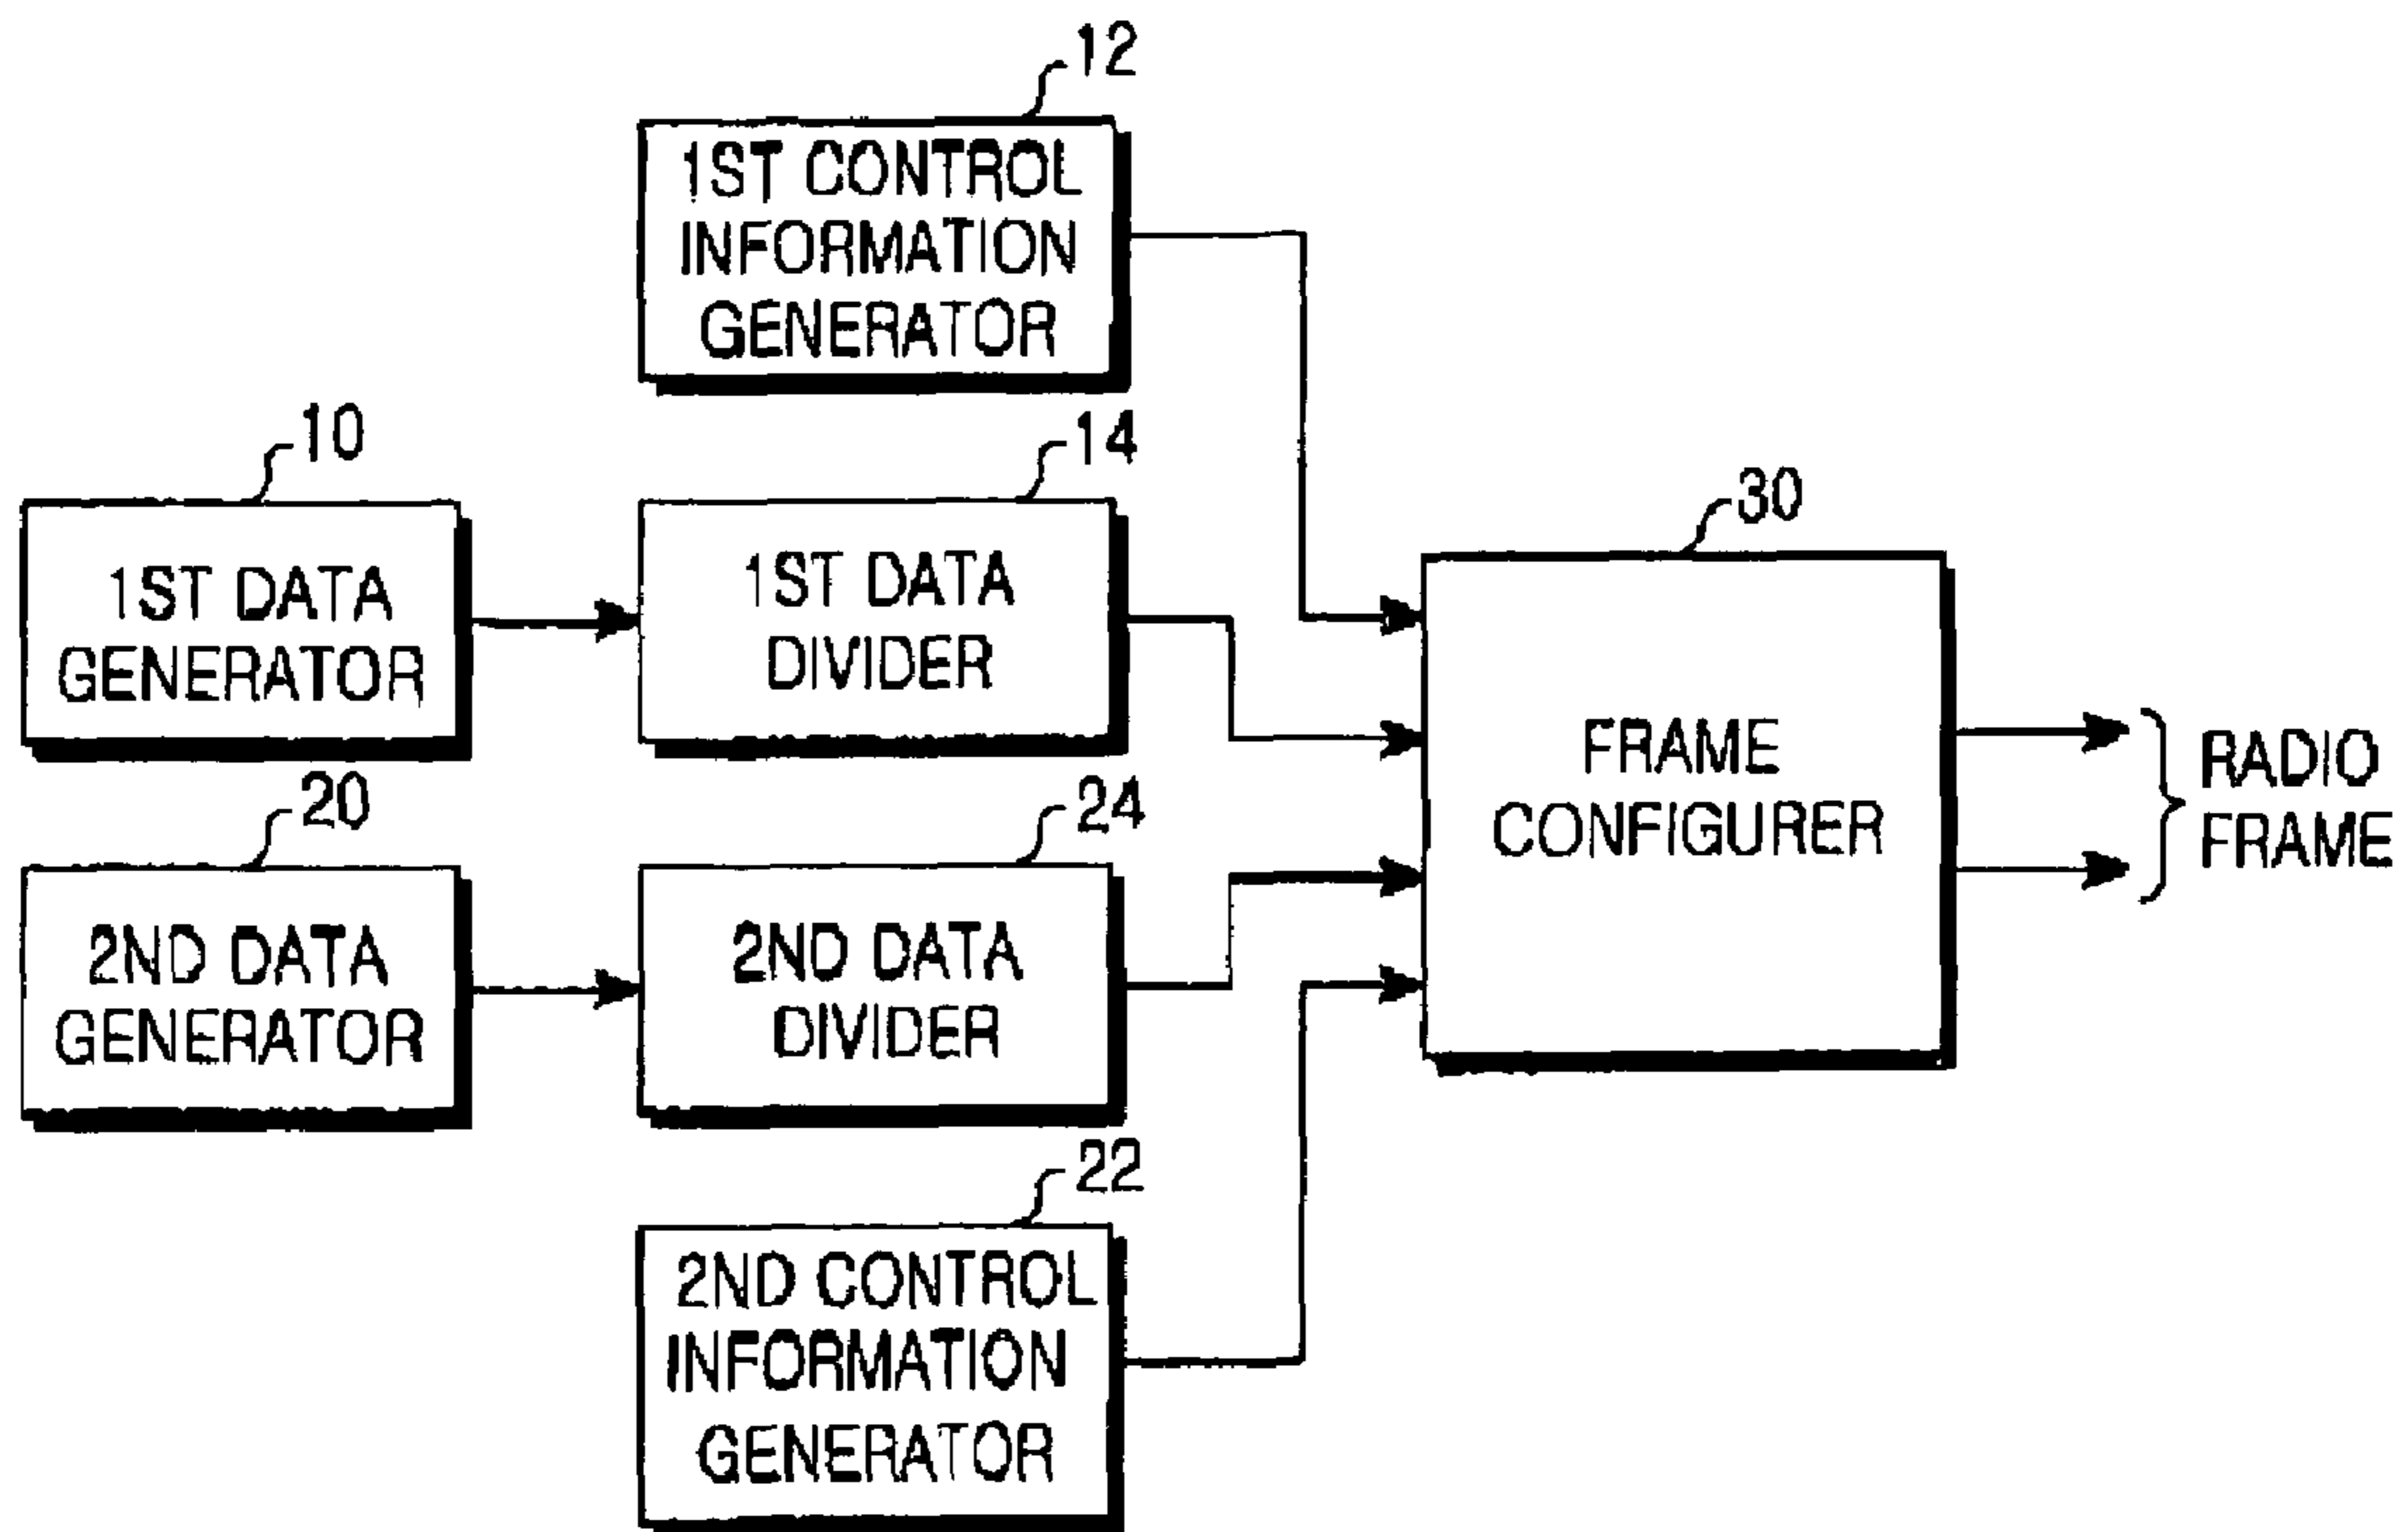 12
1ST CONTROL
INFORMATION
GENERATOR
10
1ST DATA
GENERATOR
14
1ST DATA
DIVIDER
30
FRAME
CONFIGURER
RADIO
FRAME
20
2ND DATA
GENERATOR
24
2ND DATA
DIVIDER
22
2ND CONTROL
INFORMATION
GENERATOR